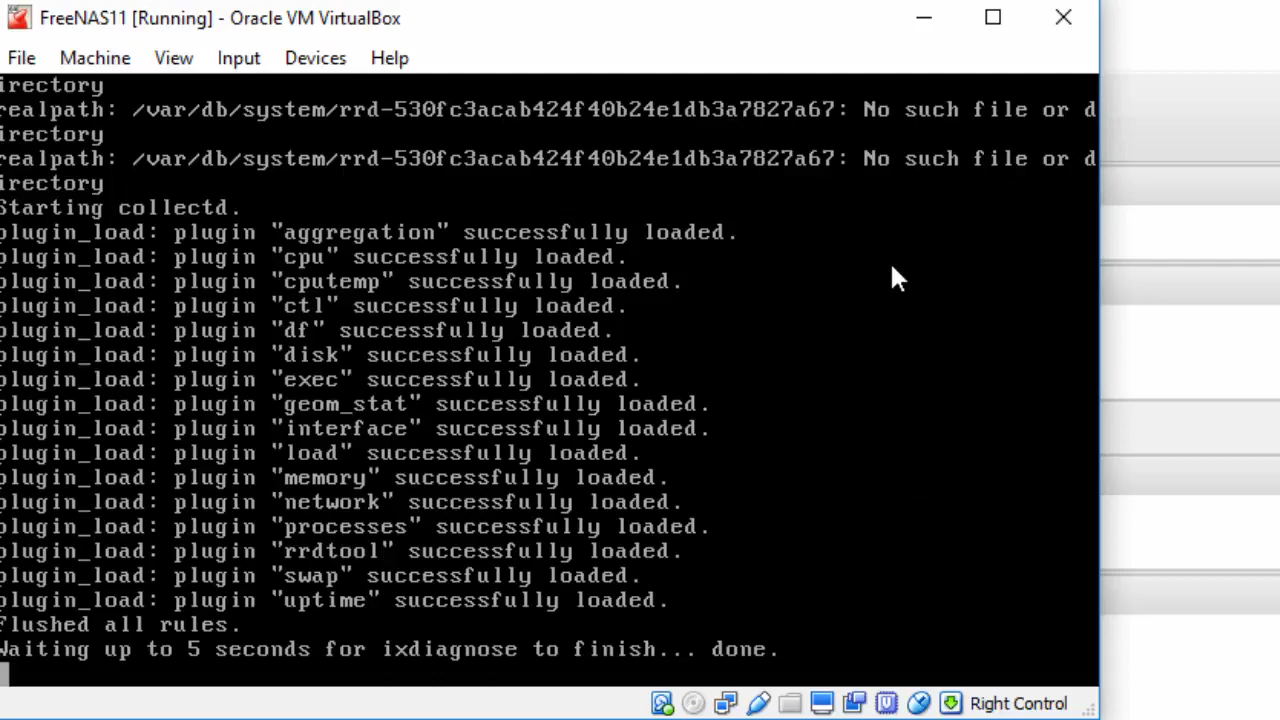 FreeNAS11 [Running] - Oracle VM VirtualBox
File Machine View Input Devices Help
irectory
realpath: /var/db/system/rrd-530fc3acab424f40b24e1db3a7827a67: No such file or d
irectory
realpath: /var/db/system/rrd-530fc3acab424f40b24e1db3a7827a67: No such file or d
irectory
Starting collectd.
plugin_load: plugin "aggregation" successfully loaded.
plugin_load: plugin "cpu" successfully loaded.
plugin_load: plugin "cputemp" successfully loaded.
plugin_load: plugin "ctl" successfully loaded.
plugin_load: plugin "df" successfully loaded.
plugin_load: plugin "disk" successfully loaded.
plugin_load: plugin "exec" successfully loaded.
plugin_load: plugin "geom_stat" successfully loaded.
plugin_load: plugin "interface" successfully loaded.
plugin_load: plugin "load" successfully loaded.
plugin_load: plugin "memory" successfully loaded.
plugin_load: plugin "network" successfully loaded.
plugin_load: plugin "processes" successfully loaded.
plugin_load: plugin "rrdtool" successfully loaded.
plugin_load: plugin "swap" successfully loaded.
plugin_load: plugin "uptime" successfully loaded.
Flushed all rules.
Waiting up to 5 seconds for ixdiagnose to finish... done.
Right Control